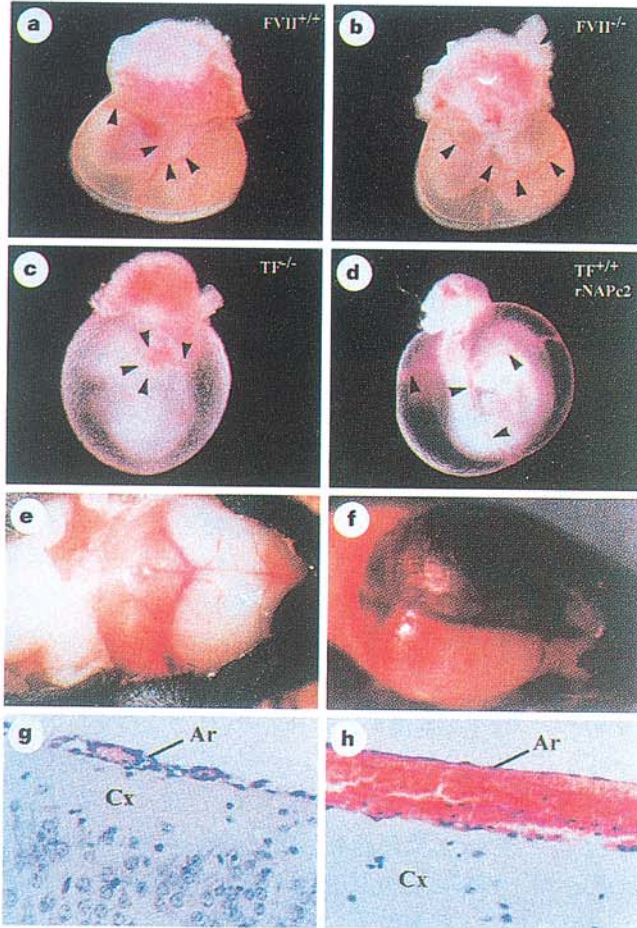 a FVII+/+
b FVII-/-
c TF-/-
d TF+/+
rNAPc2
e
f
g Ar
Cx
h Ar
Cx